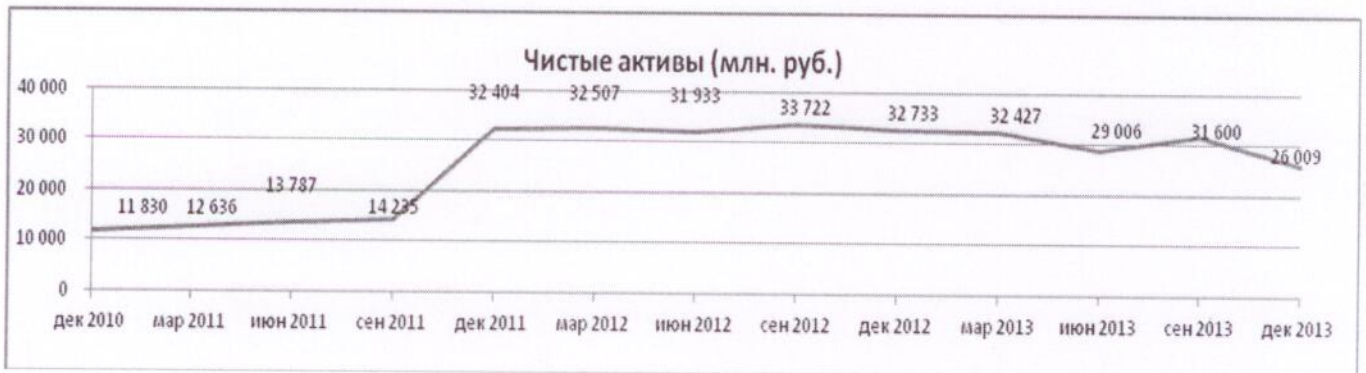 Чистые активы (млн. руб.)
40 000
32 404 32 507 31 933 33 722 32 733 32 427
30 000
29 006 31 600 26 009
20 000
13 787
11 830 12 636 14 235
10 000
0
дек 2010 мар 2011 июн 2011 сен 2011 дек 2011 мар 2012 июн 2012 сен 2012 дек 2012 мар 2013 июн 2013 сен 2013 дек 2013